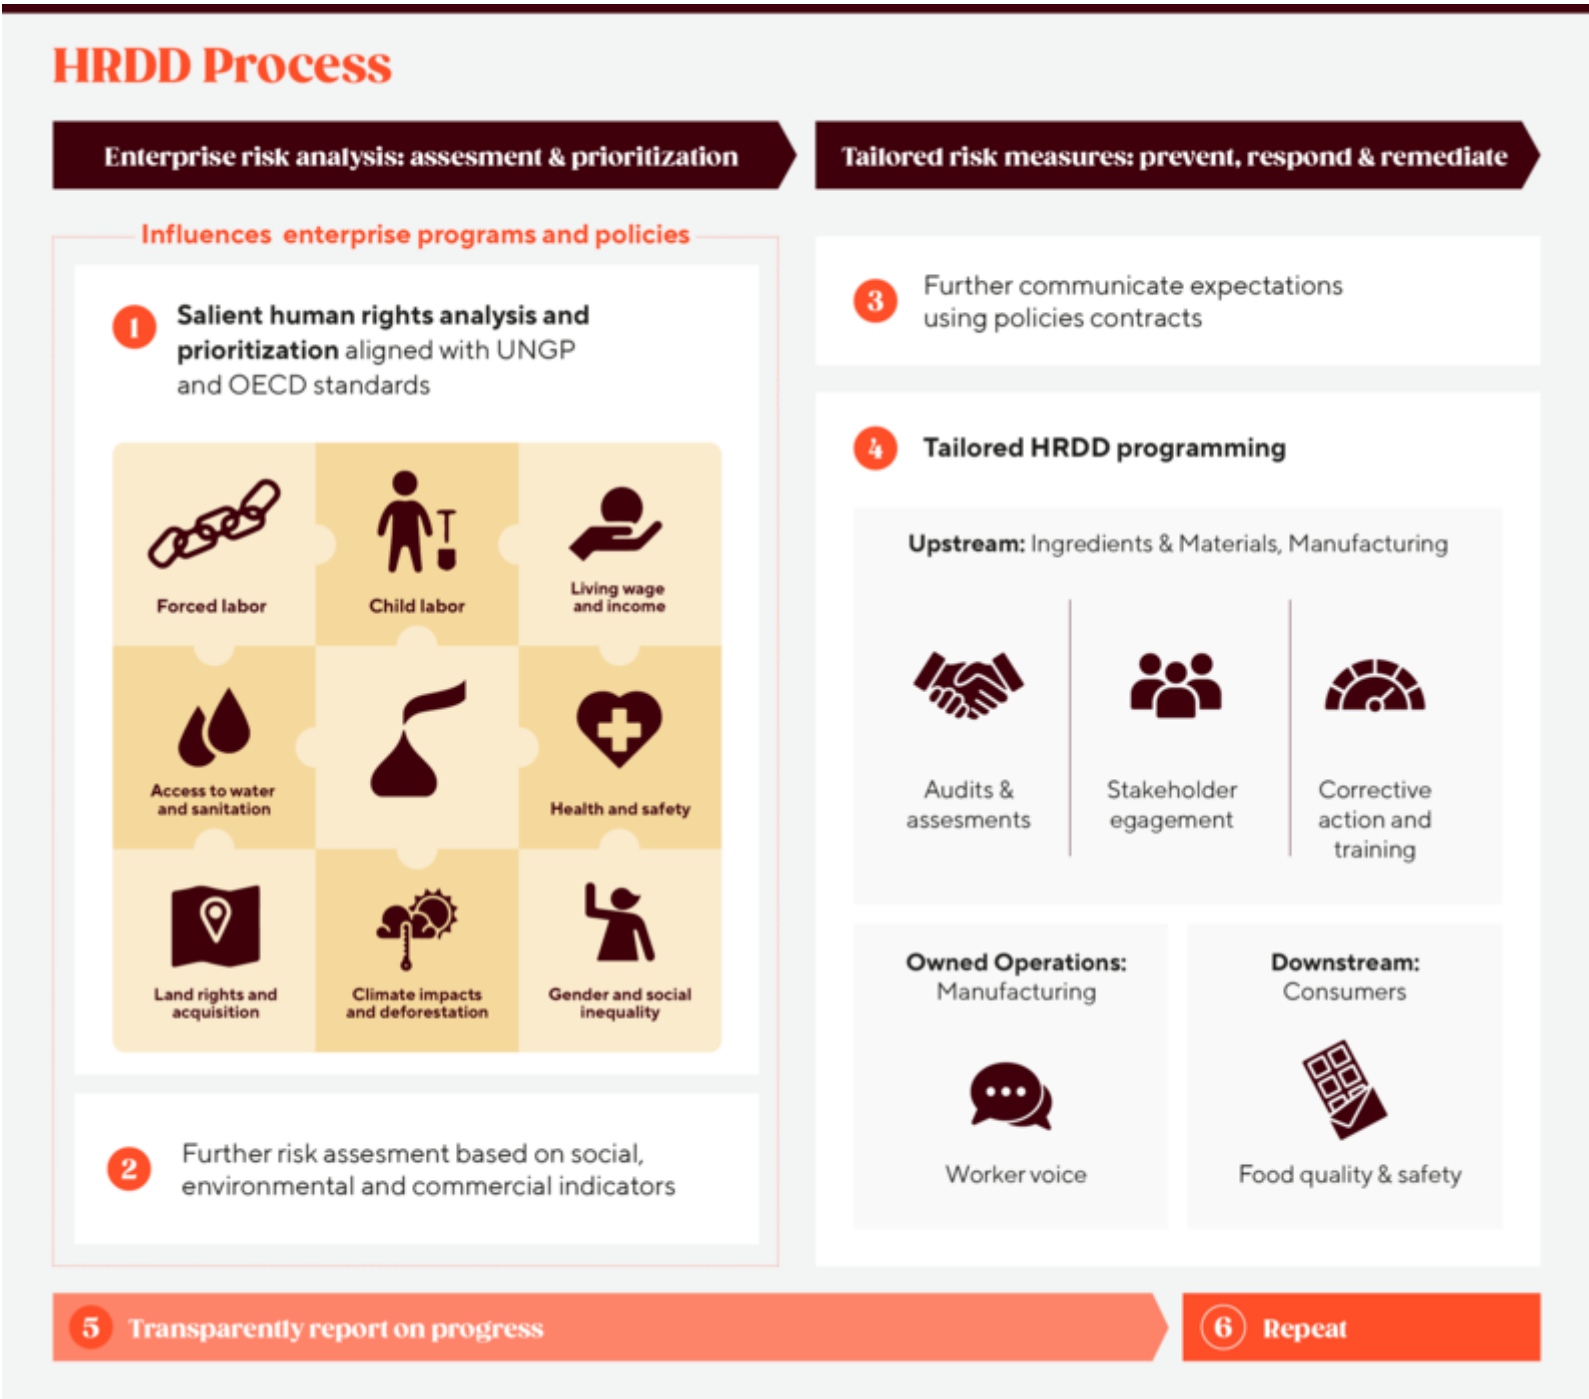 HRDD Process
Enterprise risk analysis: assesment & prioritization
Tailored risk measures: prevent, respond & remediate
Influences enterprise programs and policies
1
Salient human rights analysis and
prioritization aligned with UNGP
and OECD standards
Forced labor
Child labor
Living wage
and income
Access to water
and sanitation
Health and safety
Land rights and
acquisition
Climate impacts
and deforestation
Gender and social
inequality
2
Further risk assesment based on social,
environmental and commercial indicators
3
Further communicate expectations
using policies contracts
4
Tailored HRDD programming
Upstream: Ingredients & Materials, Manufacturing
Audits &
assesments
Stakeholder
egagement
Corrective
action and
training
Owned Operations:
Manufacturing
Worker voice
Downstream:
Consumers
Food quality & safety
5 Transparently report on progress
6 Repeat